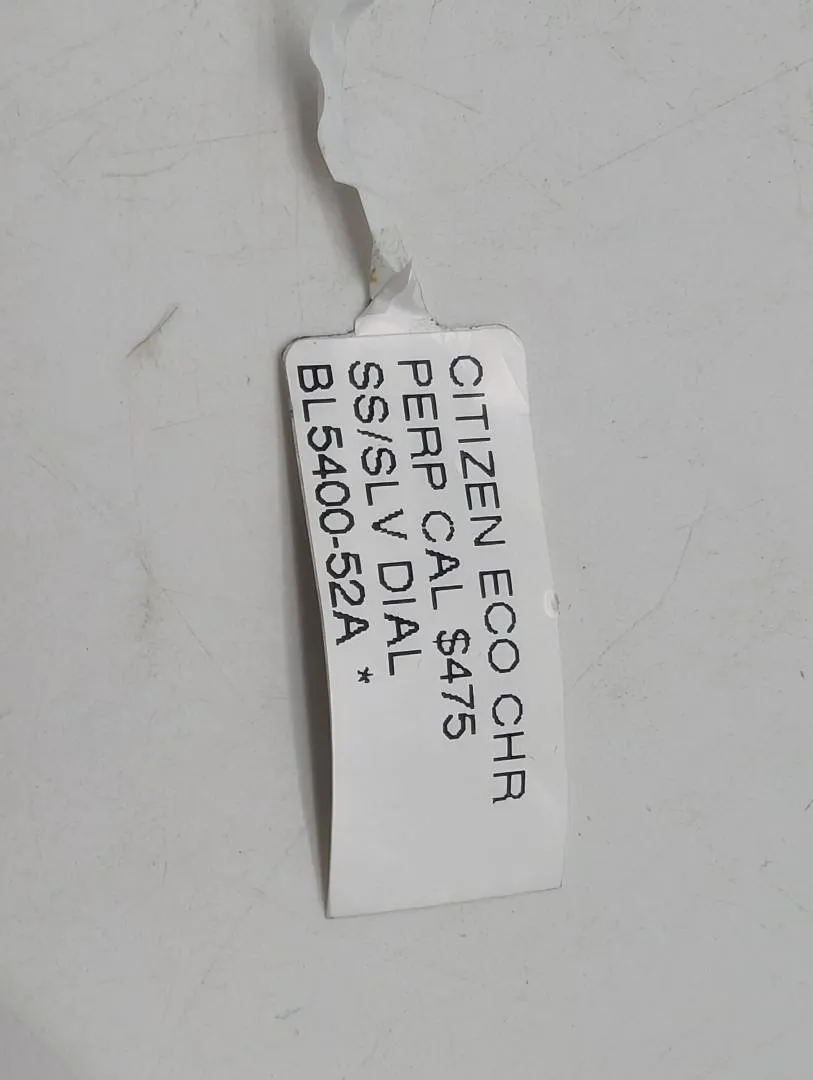 CITIZEN ECO CHR
PERP CAL $475
SS/SLV DIAL
BL5400-52A *